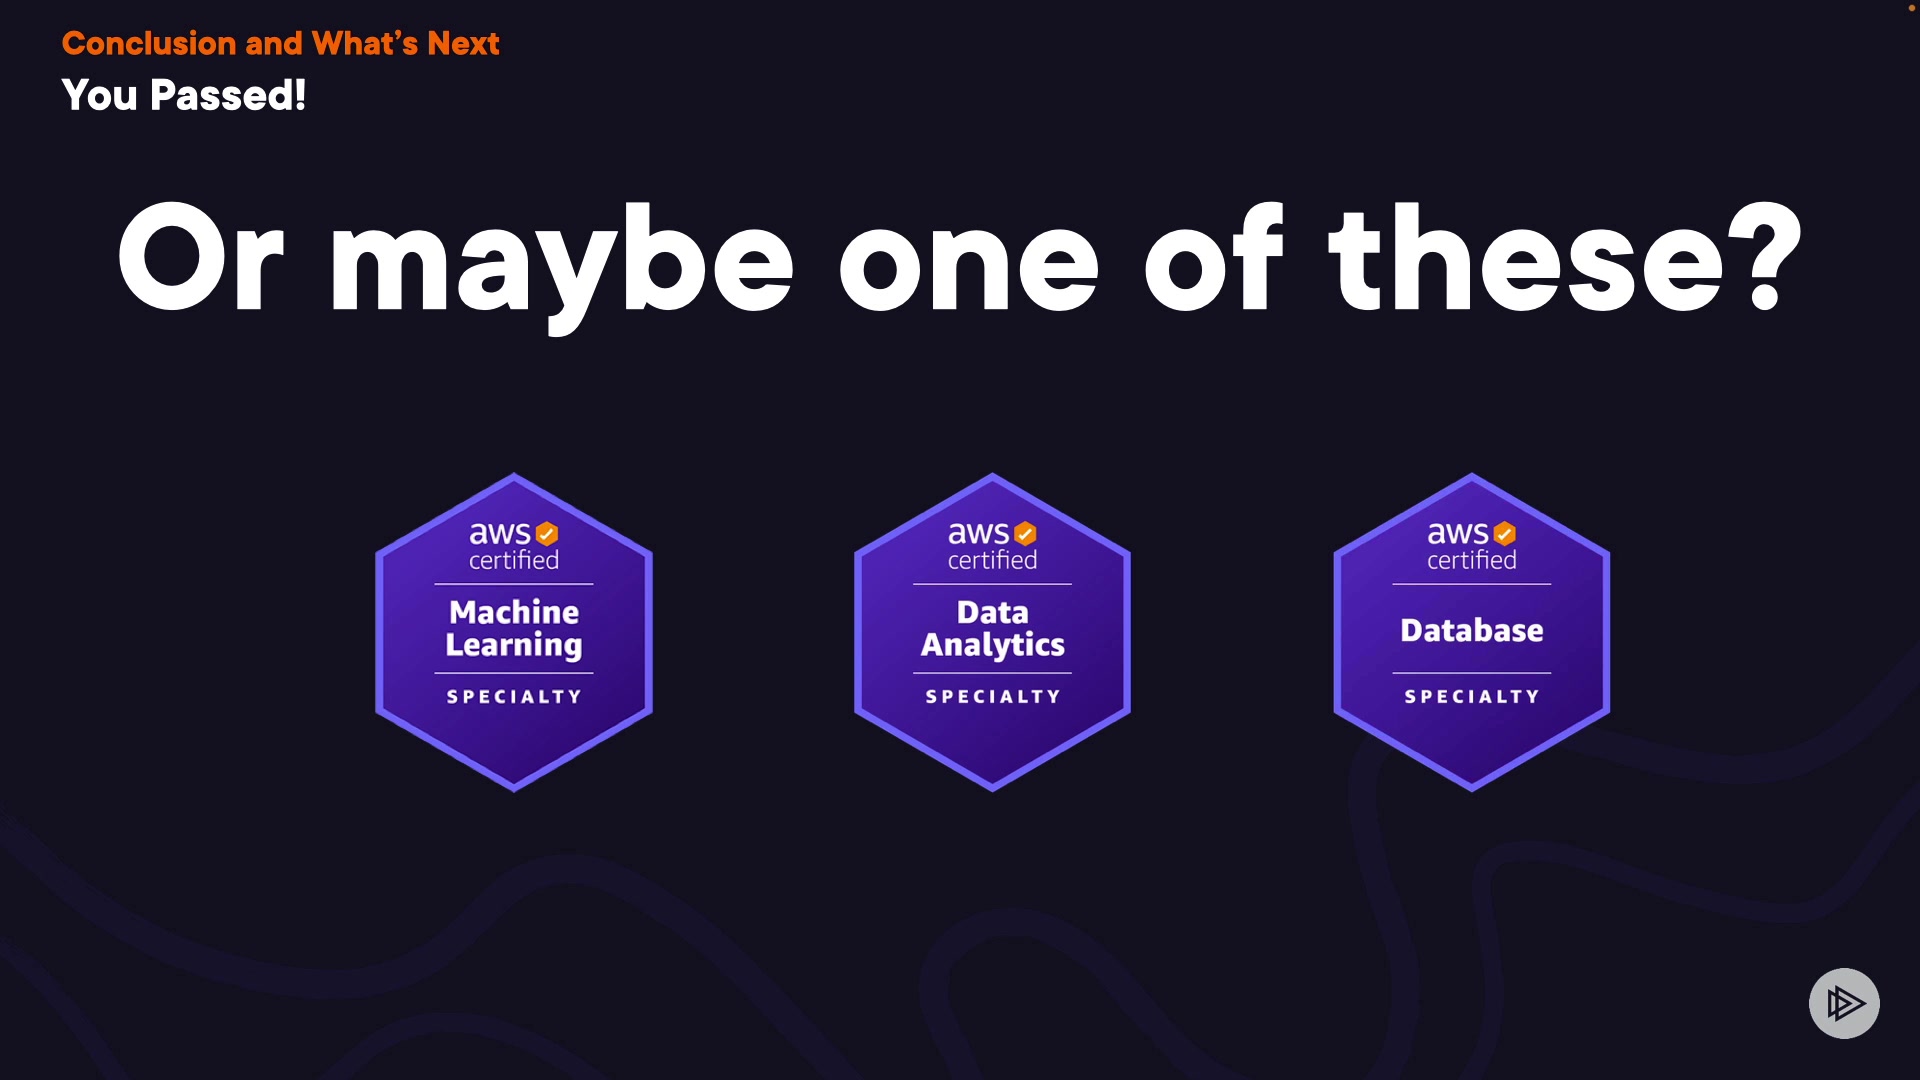 Conclusion and What’s Next
You Passed!
Or maybe one of these?
aws
certified
Machine
Learning
SPECIALTY
aws
certified
Data
Analytics
SPECIALTY
aws
certified
Database
SPECIALTY